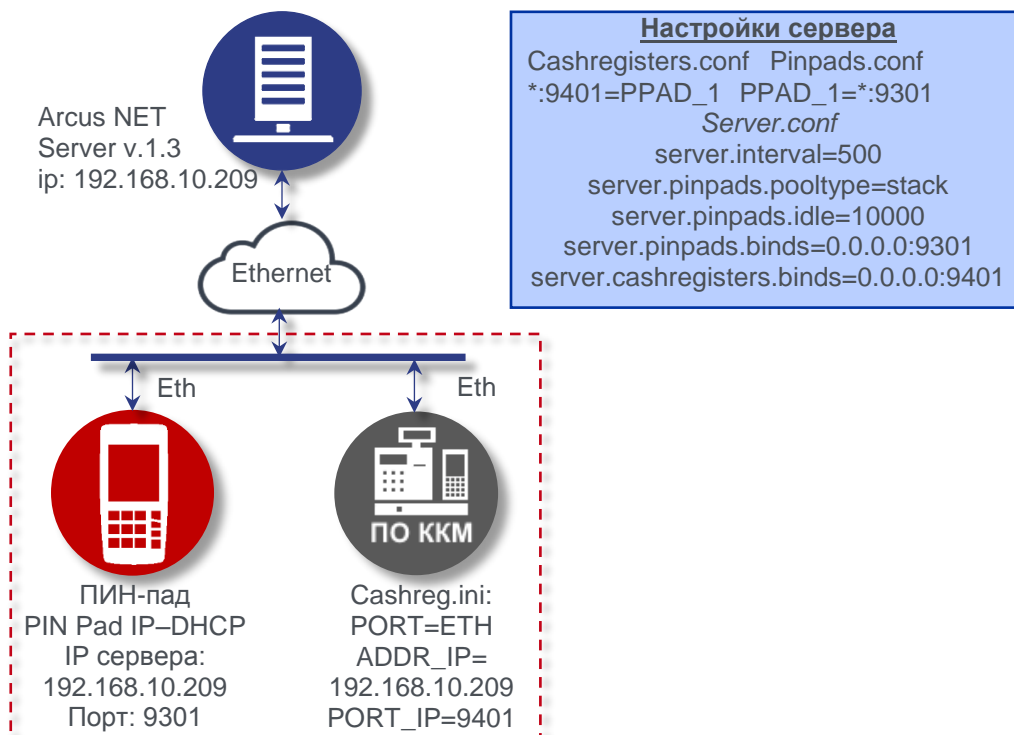 Arcus NET
Server v.1.3
ip: 192.168.10.209
Настройки сервера
Cashregisters.conf Pinpads.conf
*:9401=PPAD_1 PPAD_1=*:9301
Server.conf
server.interval=500
server.pinpads.pooltype=stack
server.pinpads.idle=10000
server.pinpads.binds=0.0.0.0:9301
server.cashregisters.binds=0.0.0.0:9401
Ethernet
Eth
Eth
ПО ККМ
ПИН-пад
PIN Pad IP–DHCP
IP сервера:
192.168.10.209
Порт: 9301
Cashreg.ini:
PORT=ETH
ADDR_IP=
192.168.10.209
PORT_IP=9401